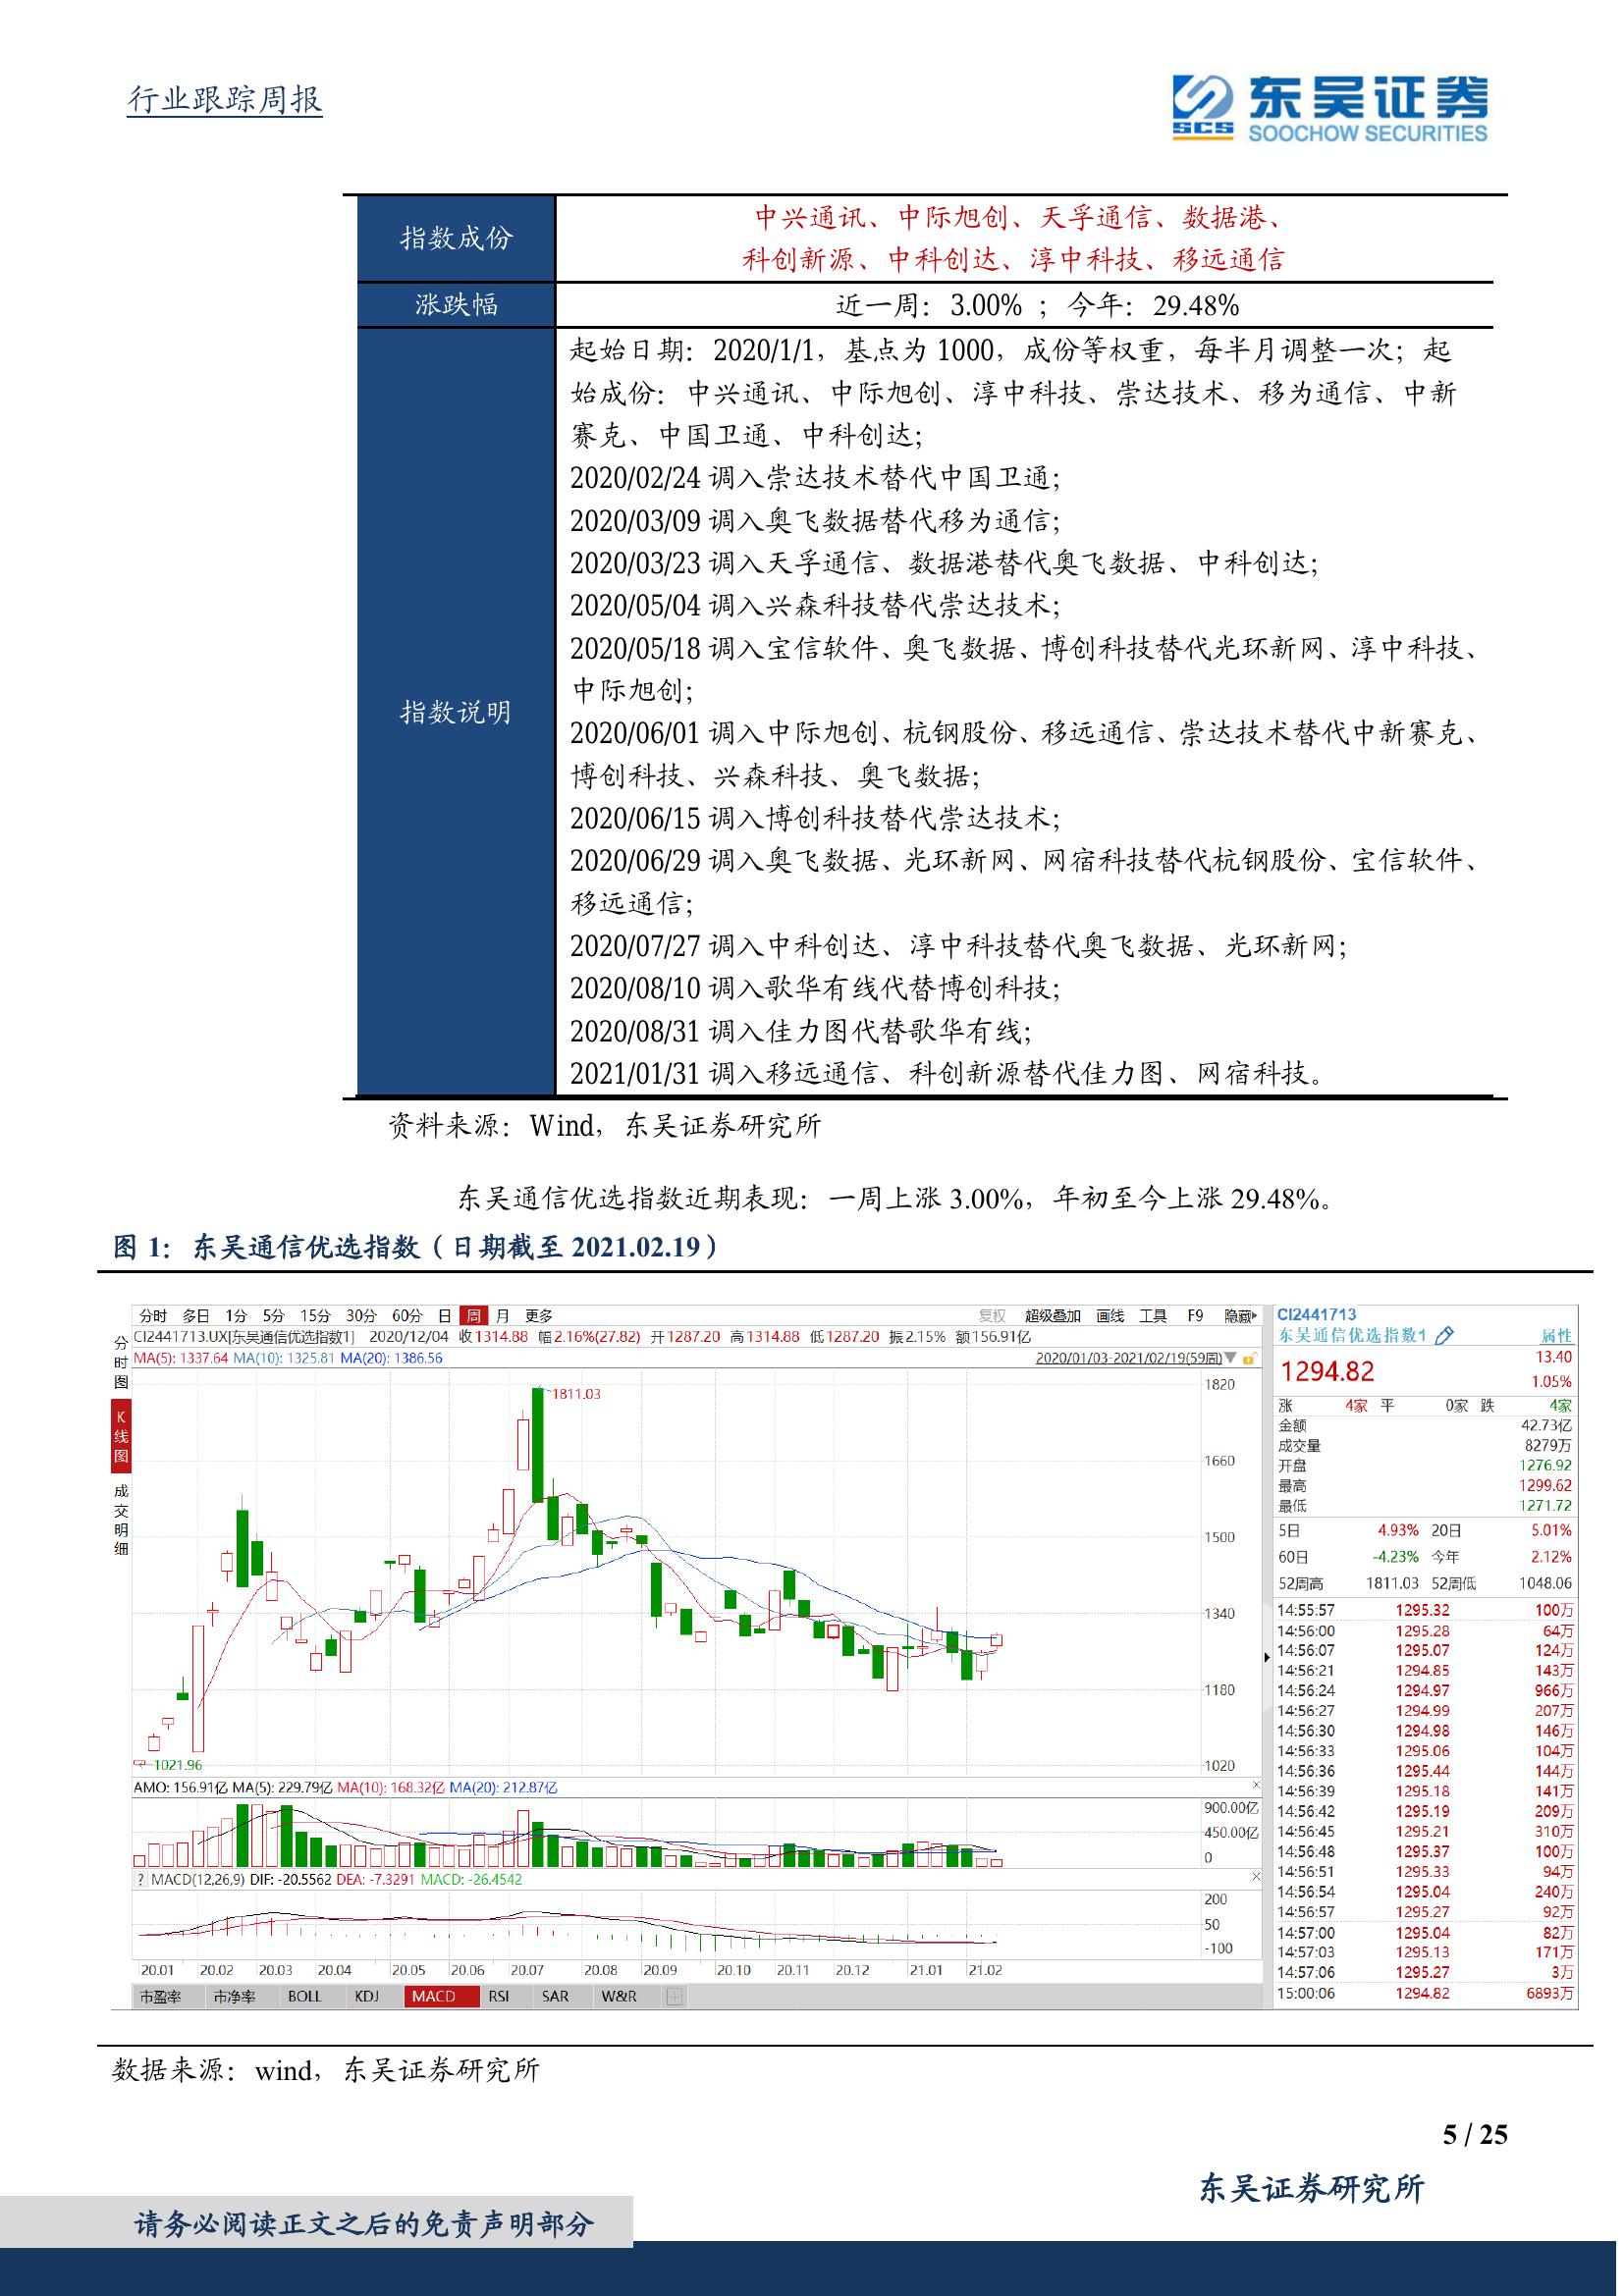 行业跟踪周报
东吴证券
SCS
SOOCHOW SECURITIES
指数成份
中兴通讯、中际旭创、天孚通信、数据港、
科创新源、中科创达、淳中科技、移远通信
涨跌幅
近一周：3.00% ；今年：29.48%
指数说明
起始日期：2020/1/1，基点为 1000，成份等权重，每半月调整一次；起
始成份：中兴通讯、中际旭创、淳中科技、崇达技术、移为通信、中新
赛克、中国卫通、中科创达；
2020/02/24 调入崇达技术替代中国卫通；
2020/03/09 调入奥飞数据替代移为通信；
2020/03/23 调入天孚通信、数据港替代奥飞数据、中科创达；
2020/05/04 调入兴森科技替代崇达技术；
2020/05/18 调入宝信软件、奥飞数据、博创科技替代光环新网、淳中科技、
中际旭创；
2020/06/01 调入中际旭创、杭钢股份、移远通信、崇达技术替代中新赛克、
博创科技、兴森科技、奥飞数据；
2020/06/15 调入博创科技替代崇达技术；
2020/06/29 调入奥飞数据、光环新网、网宿科技替代杭钢股份、宝信软件、
移远通信；
2020/07/27 调入中科创达、淳中科技替代奥飞数据、光环新网；
2020/08/10 调入歌华有线代替博创科技；
2020/08/31 调入佳力图代替歌华有线；
2021/01/31 调入移远通信、科创新源替代佳力图、网宿科技。
资料来源：Wind，东吴证券研究所
东吴通信优选指数近期表现：一周上涨 3.00%，年初至今上涨 29.48%。
图 1：东吴通信优选指数（日期截至 2021.02.19）
分时 多日 1分 5分 15分 30分 60分 日 周 月 更多 复权 超级叠加 画线 工具 F9 隐藏
CI2441713.UX[东吴通信优选指数1] 2020/12/04 收1314.88 幅2.16%(27.82) 开1287.20 高1314.88 低1287.20 振2.15% 额156.91亿
MA(5): 1337.64 MA(10): 1325.81 MA(20): 1386.56 2020/01/03-2021/02/19(59周)
分时图
K线图
成交明细
1820
1811.03
1660
1500
1340
1180
1021.96
1020
AMO: 156.91亿 MA(5): 229.79亿 MA(10): 168.32亿 MA(20): 212.87亿
900.00亿
450.00亿
0
? MACD(12,26,9) DIF: -20.5562 DEA: -7.3291 MACD: -26.4542
200
50
-100
20.01 20.02 20.03 20.04 20.05 20.06 20.07 20.08 20.09 20.10 20.11 20.12 21.01 21.02
市盈率 市净率 BOLL KDJ MACD RSI SAR W&R
CI2441713
东吴通信优选指数1 属性
1294.82 13.40
1.05%
涨 4家 平 0家 跌 4家
金额 42.73亿
成交量 8279万
开盘 1276.92
最高 1299.62
最低 1271.72
5日 4.93% 20日 5.01%
60日 -4.23% 今年 2.12%
52周高 1811.03 52周低 1048.06
14:55:57 1295.32 100万
14:56:00 1295.28 64万
14:56:07 1295.07 124万
14:56:21 1294.85 143万
14:56:24 1294.97 966万
14:56:27 1294.99 207万
14:56:30 1294.98 146万
14:56:33 1295.06 104万
14:56:36 1295.44 144万
14:56:39 1295.18 141万
14:56:42 1295.19 209万
14:56:45 1295.21 310万
14:56:48 1295.37 100万
14:56:51 1295.33 94万
14:56:54 1295.04 240万
14:56:57 1295.27 92万
14:57:00 1295.04 82万
14:57:03 1295.13 171万
14:57:06 1295.27 3万
15:00:06 1294.82 6893万
数据来源：wind，东吴证券研究所
5 / 25
东吴证券研究所
请务必阅读正文之后的免责声明部分